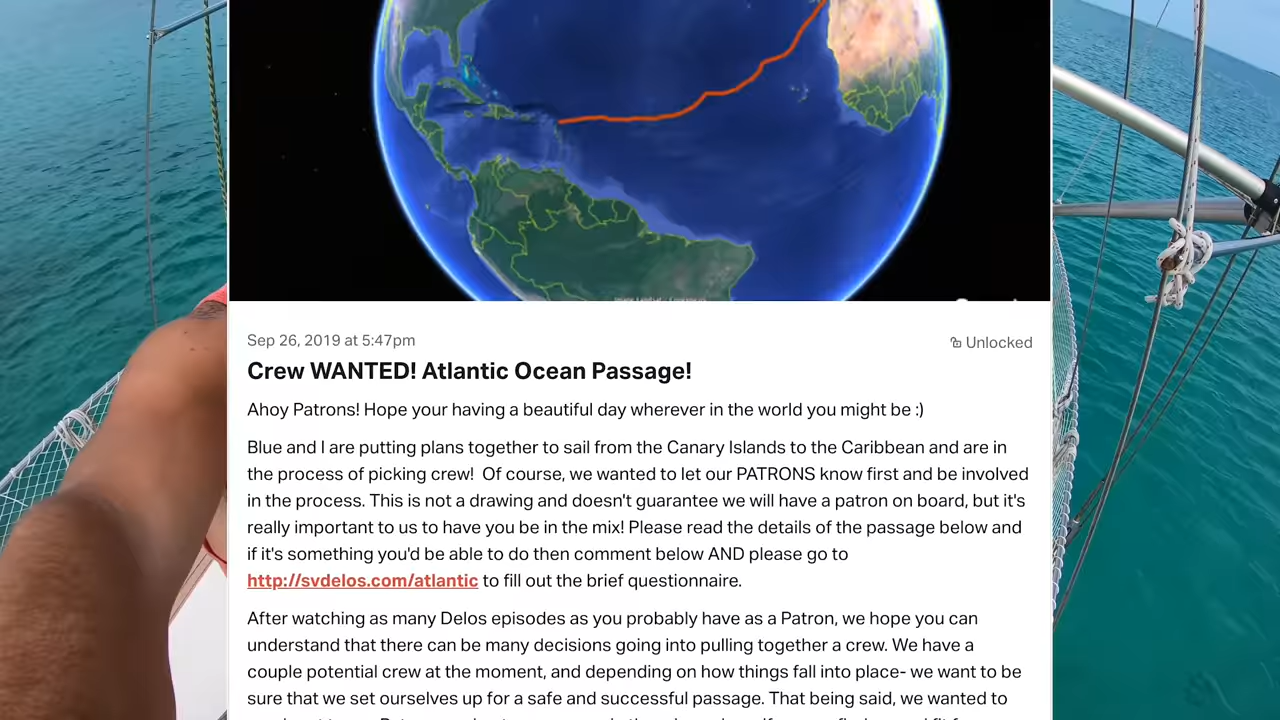 Sep 26, 2019 at 5:47pm
Unlocked
Crew WANTED! Atlantic Ocean Passage!
Ahoy Patrons! Hope your having a beautiful day wherever in the world you might be :)
Blue and I are putting plans together to sail from the Canary Islands to the Caribbean and are in
the process of picking crew!  Of course, we wanted to let our PATRONS know first and be involved
in the process. This is not a drawing and doesn't guarantee we will have a patron on board, but it's
really important to us to have you be in the mix! Please read the details of the passage below and
if it's something you'd be able to do then comment below AND please go to
http://svdelos.com/atlantic to fill out the brief questionnaire.
After watching as many Delos episodes as you probably have as a Patron, we hope you can
understand that there can be many decisions going into pulling together a crew. We have a
couple potential crew at the moment, and depending on how things fall into place- we want to be
sure that we set ourselves up for a safe and successful passage. That being said, we wanted to